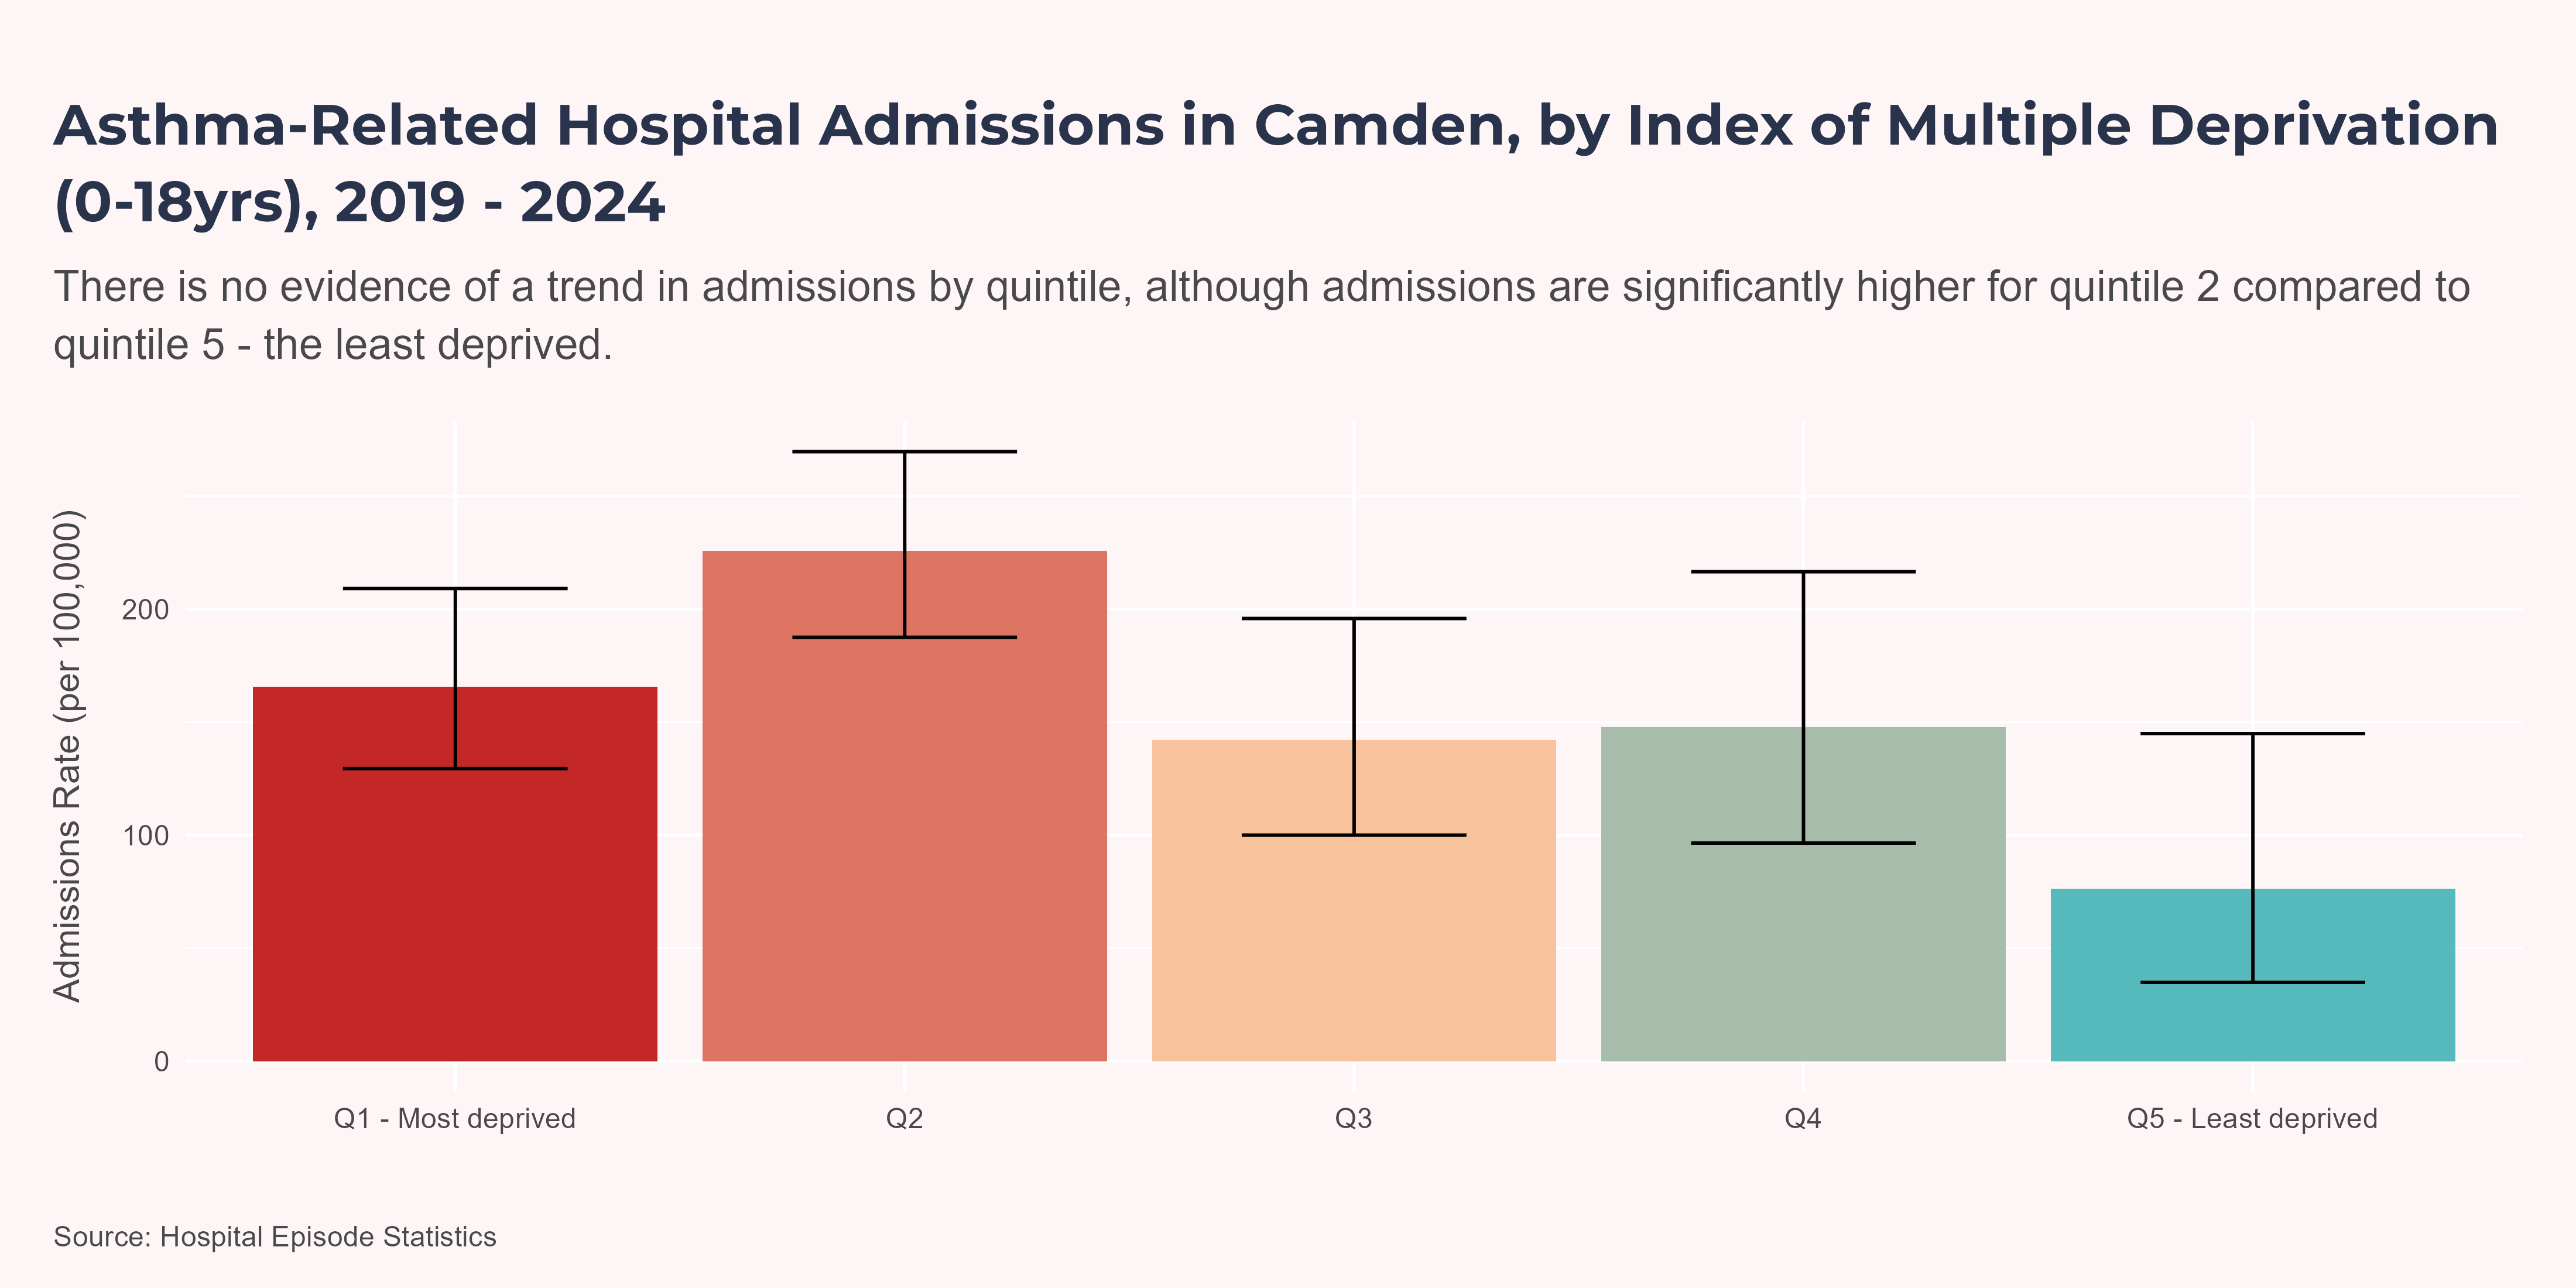 Asthma-Related Hospital Admissions in Camden, by Index of Multiple Deprivation
(0-18yrs), 2019 - 2024
There is no evidence of a trend in admissions by quintile, although admissions are significantly higher for quintile 2 compared to
quintile 5 - the least deprived.
Admissions Rate (per 100,000)
200
100
0
Q1 - Most deprived
Q2
Q3
Q4
Q5 - Least deprived
Source: Hospital Episode Statistics